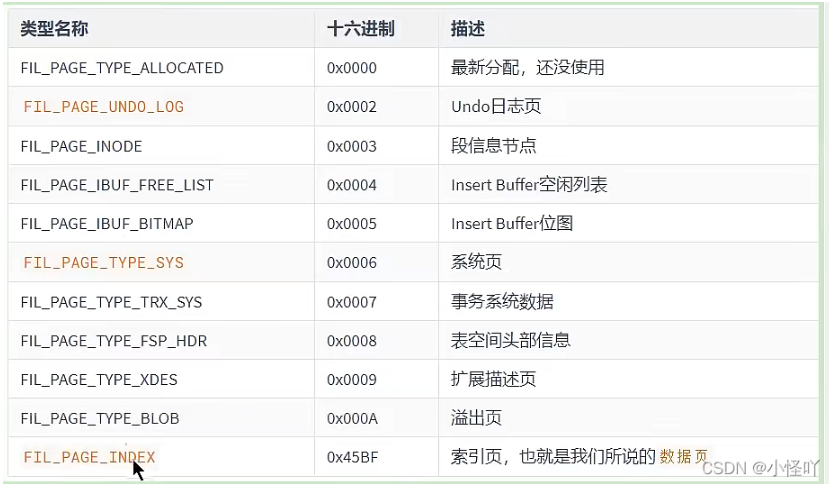 类型名称 十六进制 描述
FIL_PAGE_TYPE_ALLOCATED 0x0000 最新分配，还没使用
FIL_PAGE_UNDO_LOG 0x0002 Undo日志页
FIL_PAGE_INODE 0x0003 段信息节点
FIL_PAGE_IBUF_FREE_LIST 0x0004 Insert Buffer空闲列表
FIL_PAGE_IBUF_BITMAP 0x0005 Insert Buffer位图
FIL_PAGE_TYPE_SYS 0x0006 系统页
FIL_PAGE_TYPE_TRX_SYS 0x0007 事务系统数据
FIL_PAGE_TYPE_FSP_HDR 0x0008 表空间头部信息
FIL_PAGE_TYPE_XDES 0x0009 扩展描述页
FIL_PAGE_TYPE_BLOB 0x000A 溢出页
FIL_PAGE_INDEX 0x45BF 索引页，也就是我们所说的 数据页
CSDN @小怪吖